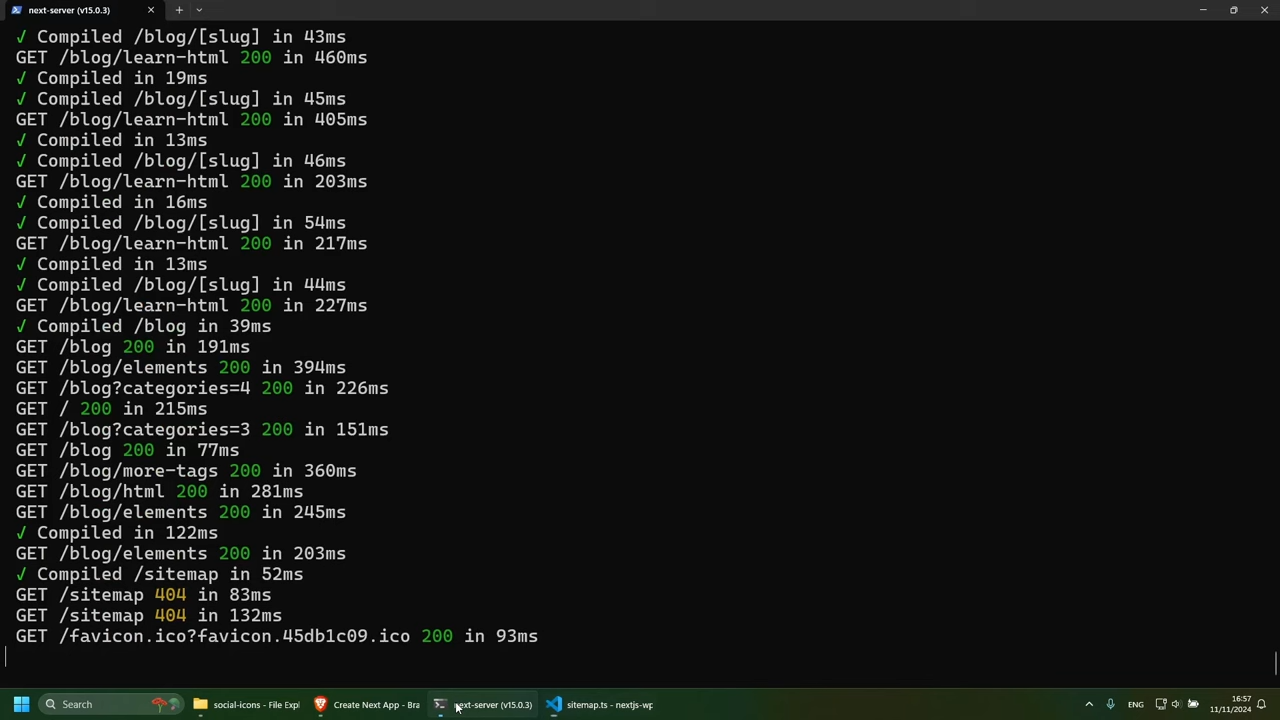 next-server (v15.0.3)
✓ Compiled /blog/[slug] in 43ms
GET /blog/learn-html 200 in 460ms
✓ Compiled in 19ms
✓ Compiled /blog/[slug] in 45ms
GET /blog/learn-html 200 in 405ms
✓ Compiled in 13ms
✓ Compiled /blog/[slug] in 46ms
GET /blog/learn-html 200 in 203ms
✓ Compiled in 16ms
✓ Compiled /blog/[slug] in 54ms
GET /blog/learn-html 200 in 217ms
✓ Compiled in 13ms
✓ Compiled /blog/[slug] in 44ms
GET /blog/learn-html 200 in 227ms
✓ Compiled /blog in 39ms
GET /blog 200 in 191ms
GET /blog/elements 200 in 394ms
GET /blog?categories=4 200 in 226ms
GET / 200 in 215ms
GET /blog?categories=3 200 in 151ms
GET /blog 200 in 77ms
GET /blog/more-tags 200 in 360ms
GET /blog/html 200 in 281ms
GET /blog/elements 200 in 245ms
✓ Compiled in 122ms
GET /blog/elements 200 in 203ms
✓ Compiled /sitemap in 52ms
GET /sitemap 404 in 83ms
GET /sitemap 404 in 132ms
GET /favicon.ico?favicon.45db1c09.ico 200 in 93ms
Search
social-icons - File Expl
Create Next App - Bra
next-server (v15.0.3)
sitemap.ts - nextjs-wp
ENG
16:57
11/11/2024